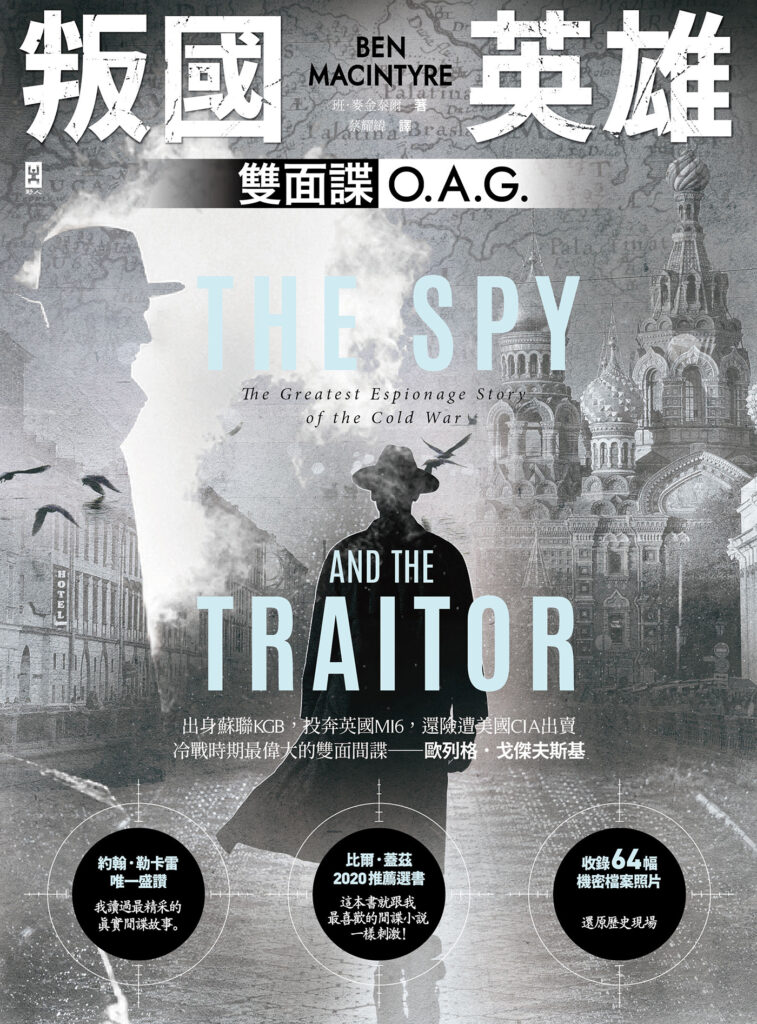 叛國英雄
BEN
MACINTYRE
班·麥金泰爾 著
蔡耀緯 譯
野人
雙面諜 O.A.G.
THE SPY
The Greatest Espionage Story
of the Cold War
HOTEL
AND THE
TRAITOR
出身蘇聯KGB,投奔英國MI6,還險遭美國CIA出賣
冷戰時期最偉大的雙面間諜——歐列格·戈傑夫斯基
約翰·勒卡雷
唯一盛讚
我讀過最精采的
真實間諜故事。
比爾·蓋茲
2020推薦選書
這本書就跟我
最喜歡的間諜小說
一樣刺激!
收錄64幅
機密檔案照片
還原歷史現場